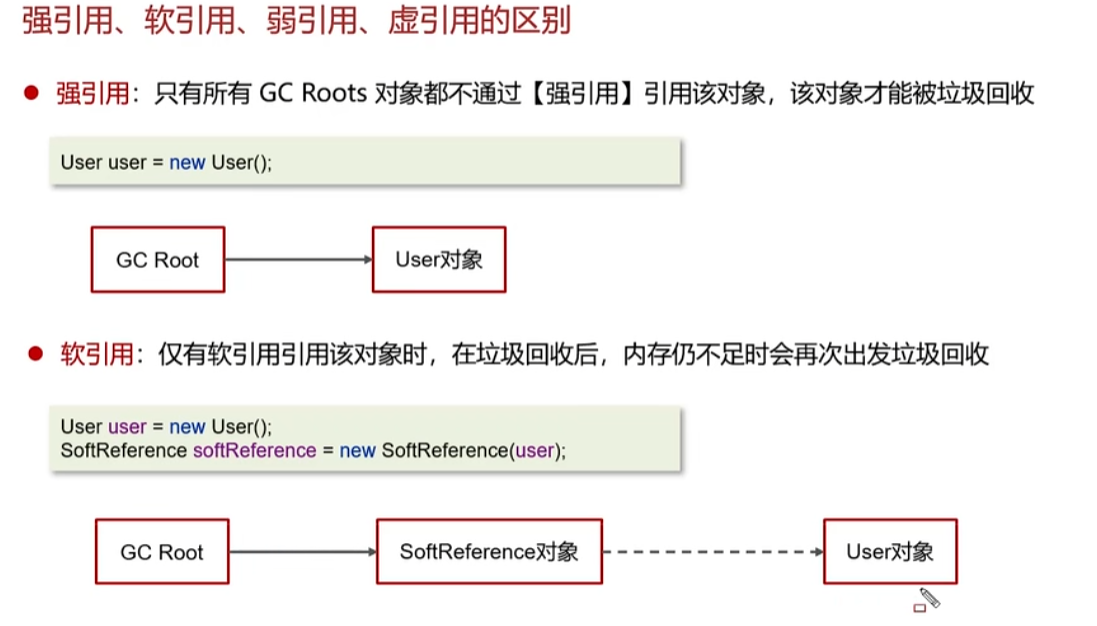 强引用、软引用、弱引用、虚引用的区别
强引用：只有所有 GC Roots 对象都不通过【强引用】引用该对象，该对象才能被垃圾回收
User user = new User();
GC Root
User对象
软引用：仅有软引用引用该对象时，在垃圾回收后，内存仍不足时会再次出发垃圾回收
User user = new User();
SoftReference softReference = new SoftReference(user);
GC Root
SoftReference对象
User对象